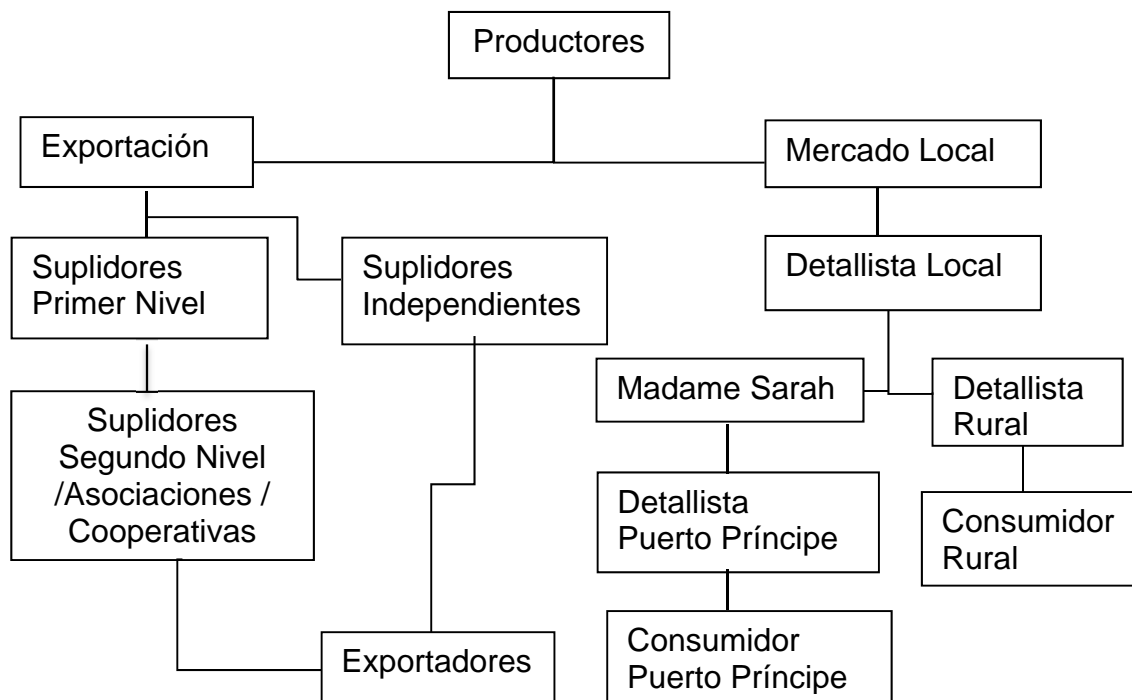 Productores
Exportación
Mercado Local
Suplidores
Primer Nivel
Suplidores
Independientes
Detallista Local
Suplidores
Segundo Nivel
/Asociaciones /
Cooperativas
Madame Sarah
Detallista
Rural
Detallista
Puerto Príncipe
Consumidor
Rural
Exportadores
Consumidor
Puerto Príncipe